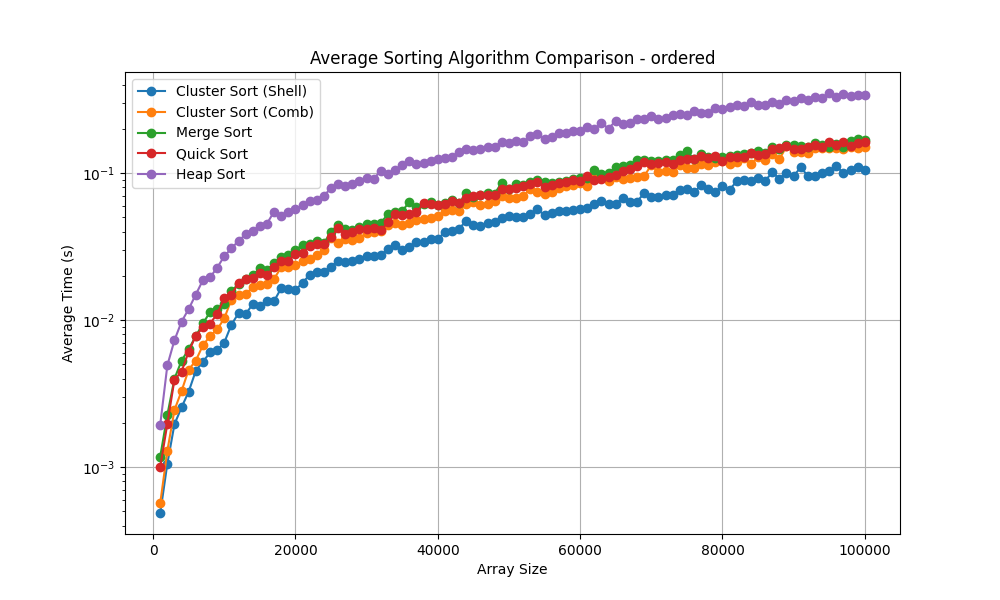 Average Sorting Algorithm Comparison - ordered
Cluster Sort (Shell)
Cluster Sort (Comb)
Merge Sort
Quick Sort
Heap Sort
10⁻¹
10⁻²
10⁻³
Average Time (s)
0 20000 40000 60000 80000 100000
Array Size